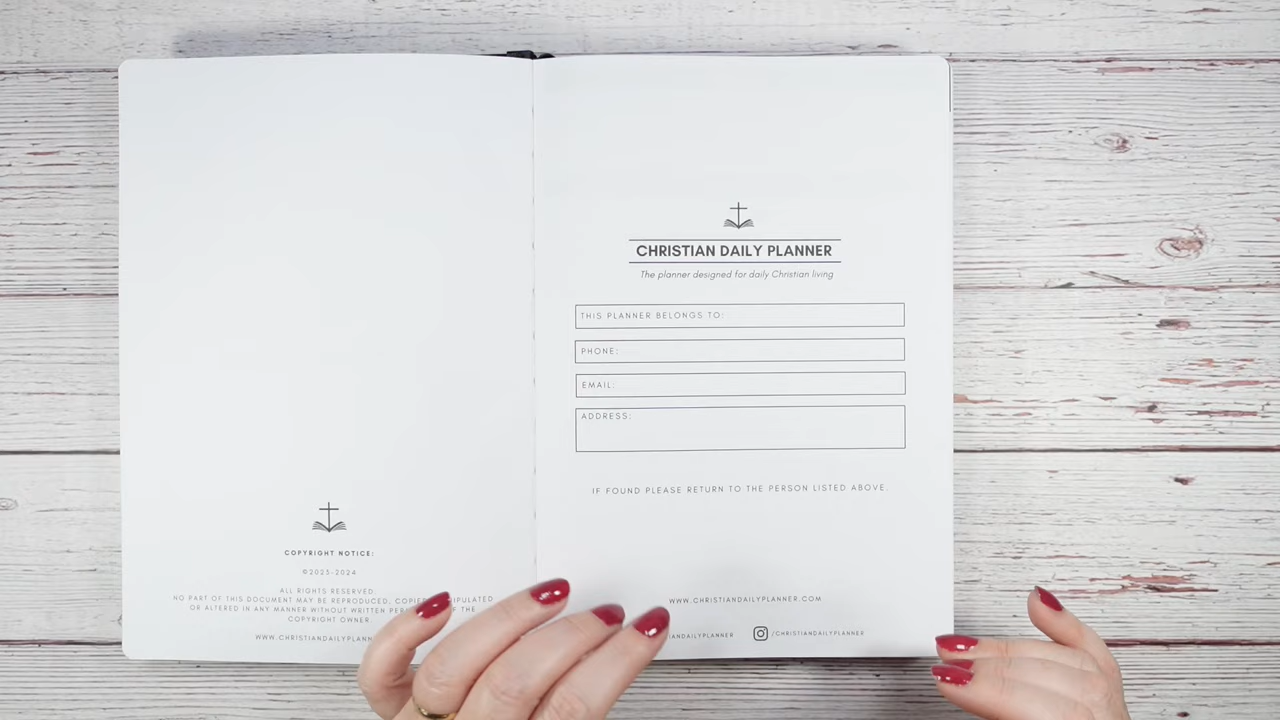 COPYRIGHT NOTICE:
©2023-2024
ALL RIGHTS RESERVED.
NO PART OF THIS DOCUMENT MAY BE REPRODUCED, COPIED
OR ALTERED IN ANY MANNER WITHOUT WRITTEN OF THE
COPYRIGHT OWNER.
CHRISTIAN DAILY PLANNER
The planner designed for daily Christian living
THIS PLANNER BELONGS TO:
PHONE:
EMAIL:
ADDRESS:
IF FOUND PLEASE RETURN TO THE PERSON LISTED ABOVE.
WWW.CHRISTIANDAILYPLANNER.COM
/CHRISTIANDAILYPLANNER